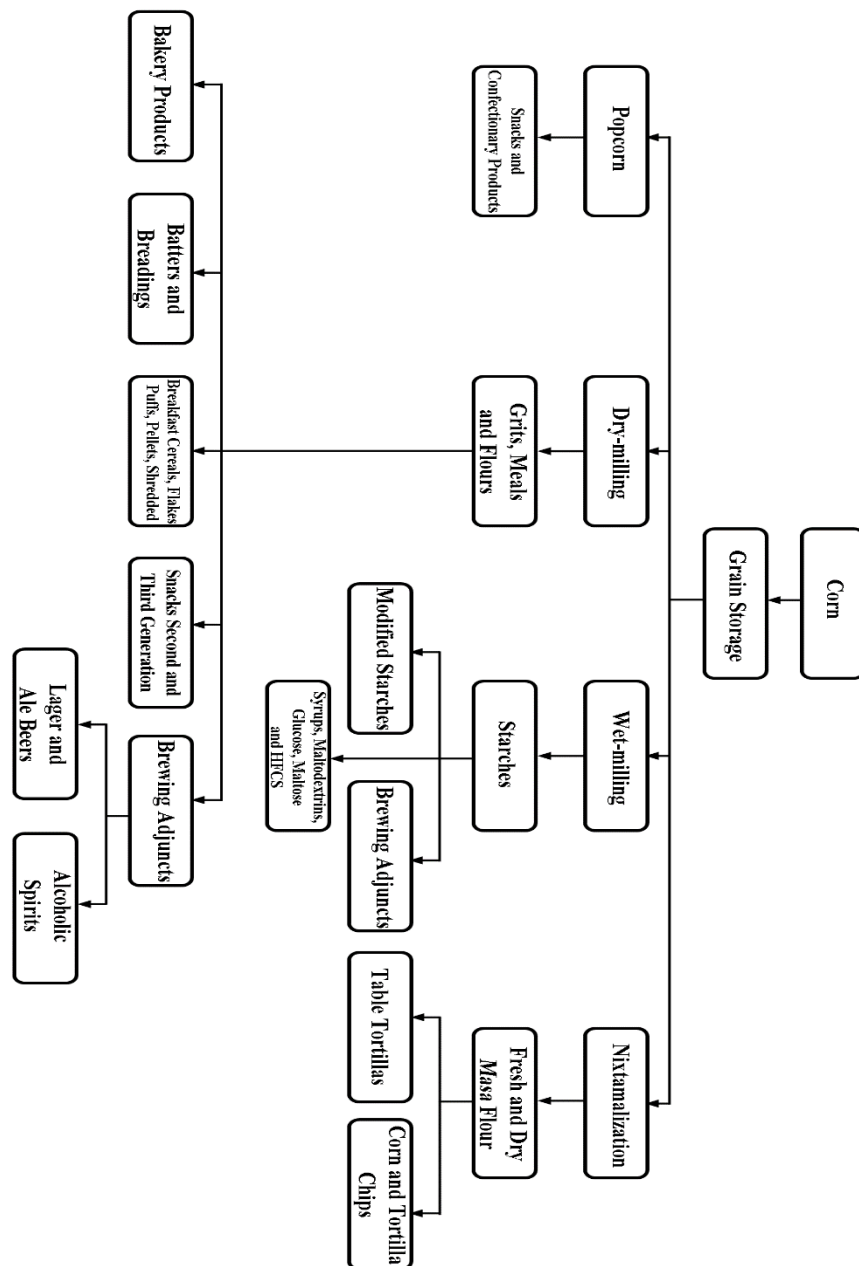 Corn
Grain Storage
Popcorn
Dry-milling
Wet-milling
Nixtamalization
Snacks and
Confectionary Products
Grits, Meals
and Flours
Starches
Fresh and Dry
Masa Flour
Modified Starches
Brewing Adjuncts
Table Tortillas
Corn and Tortilla
Chips
Syrups, Maltodextrins,
Glucose, Maltose
and HFCS
Bakery Products
Batters and
Breadings
Breakfast Cereals, Flakes
Puffs, Pellets, Shredded
Snacks Second and
Third Generation
Brewing Adjuncts
Lager and
Ale Beers
Alcoholic
Spirits